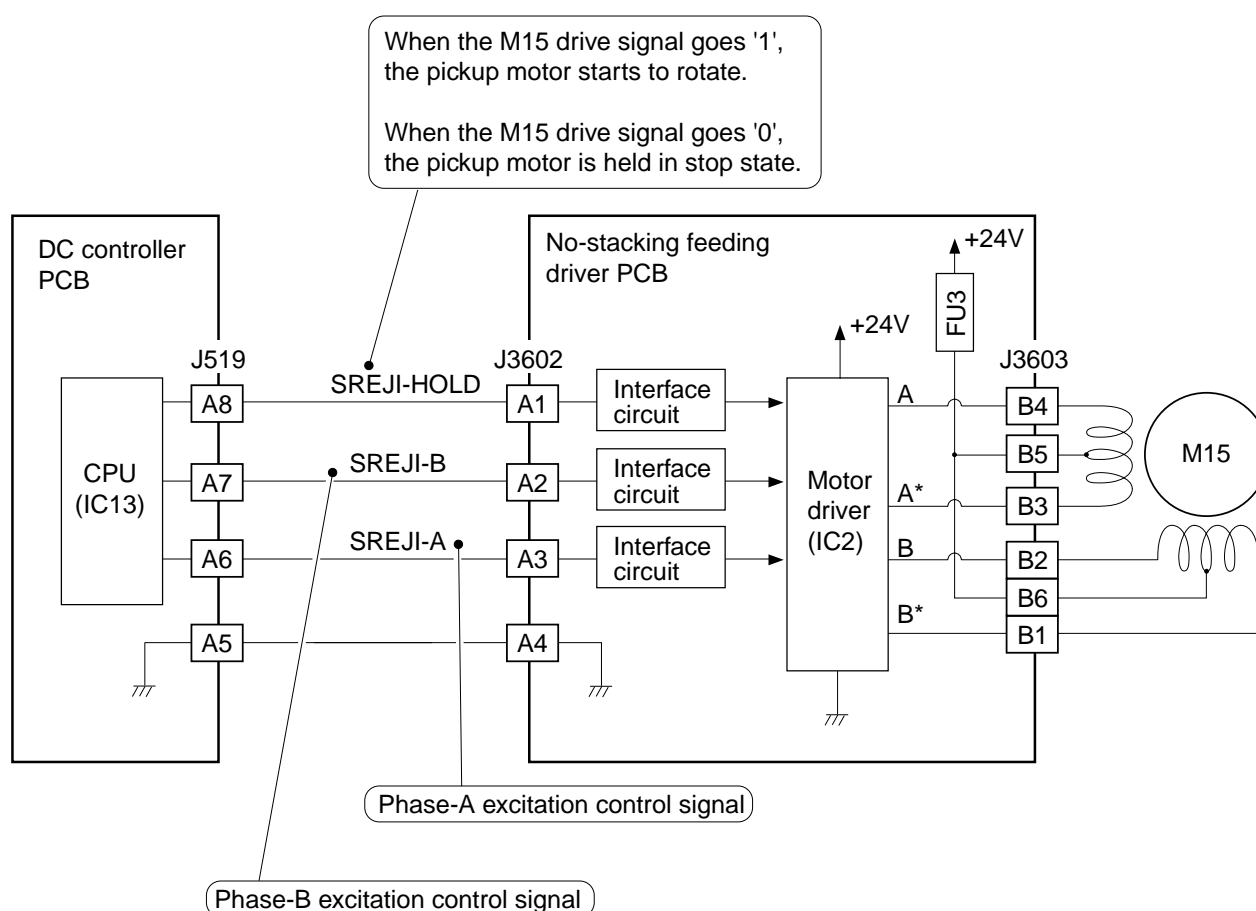 When the M15 drive signal goes '1',
the pickup motor starts to rotate.
When the M15 drive signal goes '0',
the pickup motor is held in stop state.
DC controller
PCB
No-stacking feeding
driver PCB
+24V
FU3
+24V
J519
J3602
J3603
SREJI-HOLD
A8
A1
Interface
circuit
A
B4
B5
CPU
(IC13)
SREJI-B
A7
A2
Interface
circuit
Motor
driver
(IC2)
A*
B3
M15
SREJI-A
A6
A3
Interface
circuit
B
B2
B6
B*
B1
A5
A4
Phase-A excitation control signal
Phase-B excitation control signal